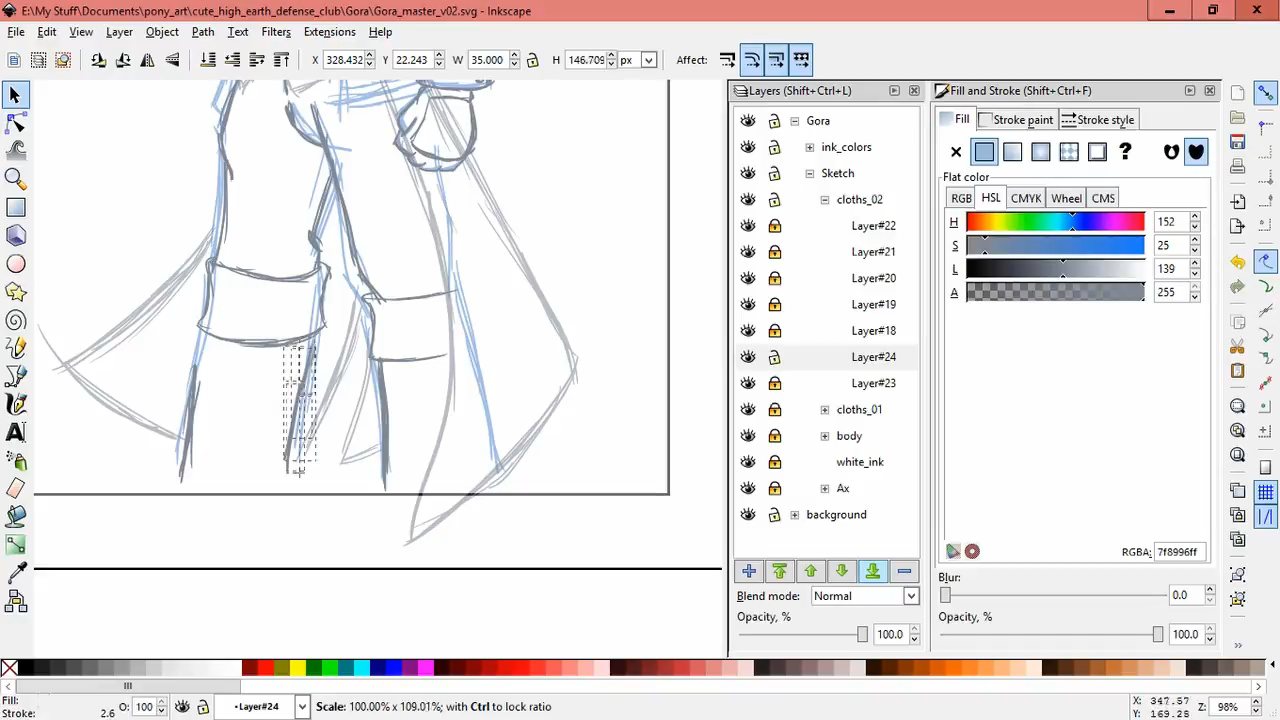 E:\My Stuff\Documents\pony_art\cute_high_earth_defense_club\Gora\Gora_master_v02.svg - Inkscape
File Edit View Layer Object Path Text Filters Extensions Help
X 328.432 Y 22.243 W 35.000 H 146.709 px Affect:
Layers (Shift+Ctrl+L)
Gora
ink_colors
Sketch
cloths_02
Layer#22
Layer#21
Layer#20
Layer#19
Layer#18
Layer#24
Layer#23
cloths_01
body
white_ink
Ax
background
Blend mode: Normal
Opacity, %
100.0
Fill and Stroke (Shift+Ctrl+F)
Fill Stroke paint Stroke style
?
Flat color
RGB HSL CMYK Wheel CMS
H 152
S 25
L 139
A 255
RGBA: 7f8996ff
Blur:
0.0
Opacity, %
100.0
Fill:
Stroke: 2.6 O: 100 •Layer#24 Scale: 100.00% x 109.01%; with Ctrl to lock ratio
X: 347.57
Y: 169.25
Z: 98%